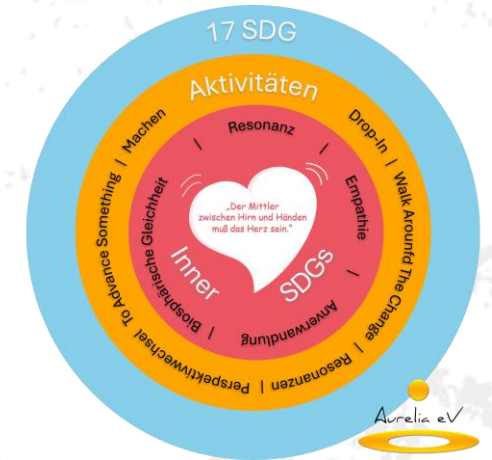 17 SDG
Aktivitäten
Machen | Drop-In | Walk Arounfd The Change | Resonanzen | Perspektivwechsel To Advance Something |
Resonanz | Empathie | Anverwandlung | Biosphärische Gleichheit |
„Der Mittler
zwischen Hirn und Händen
muß das Herz sein."
Inner SDGs
Aurelia eV